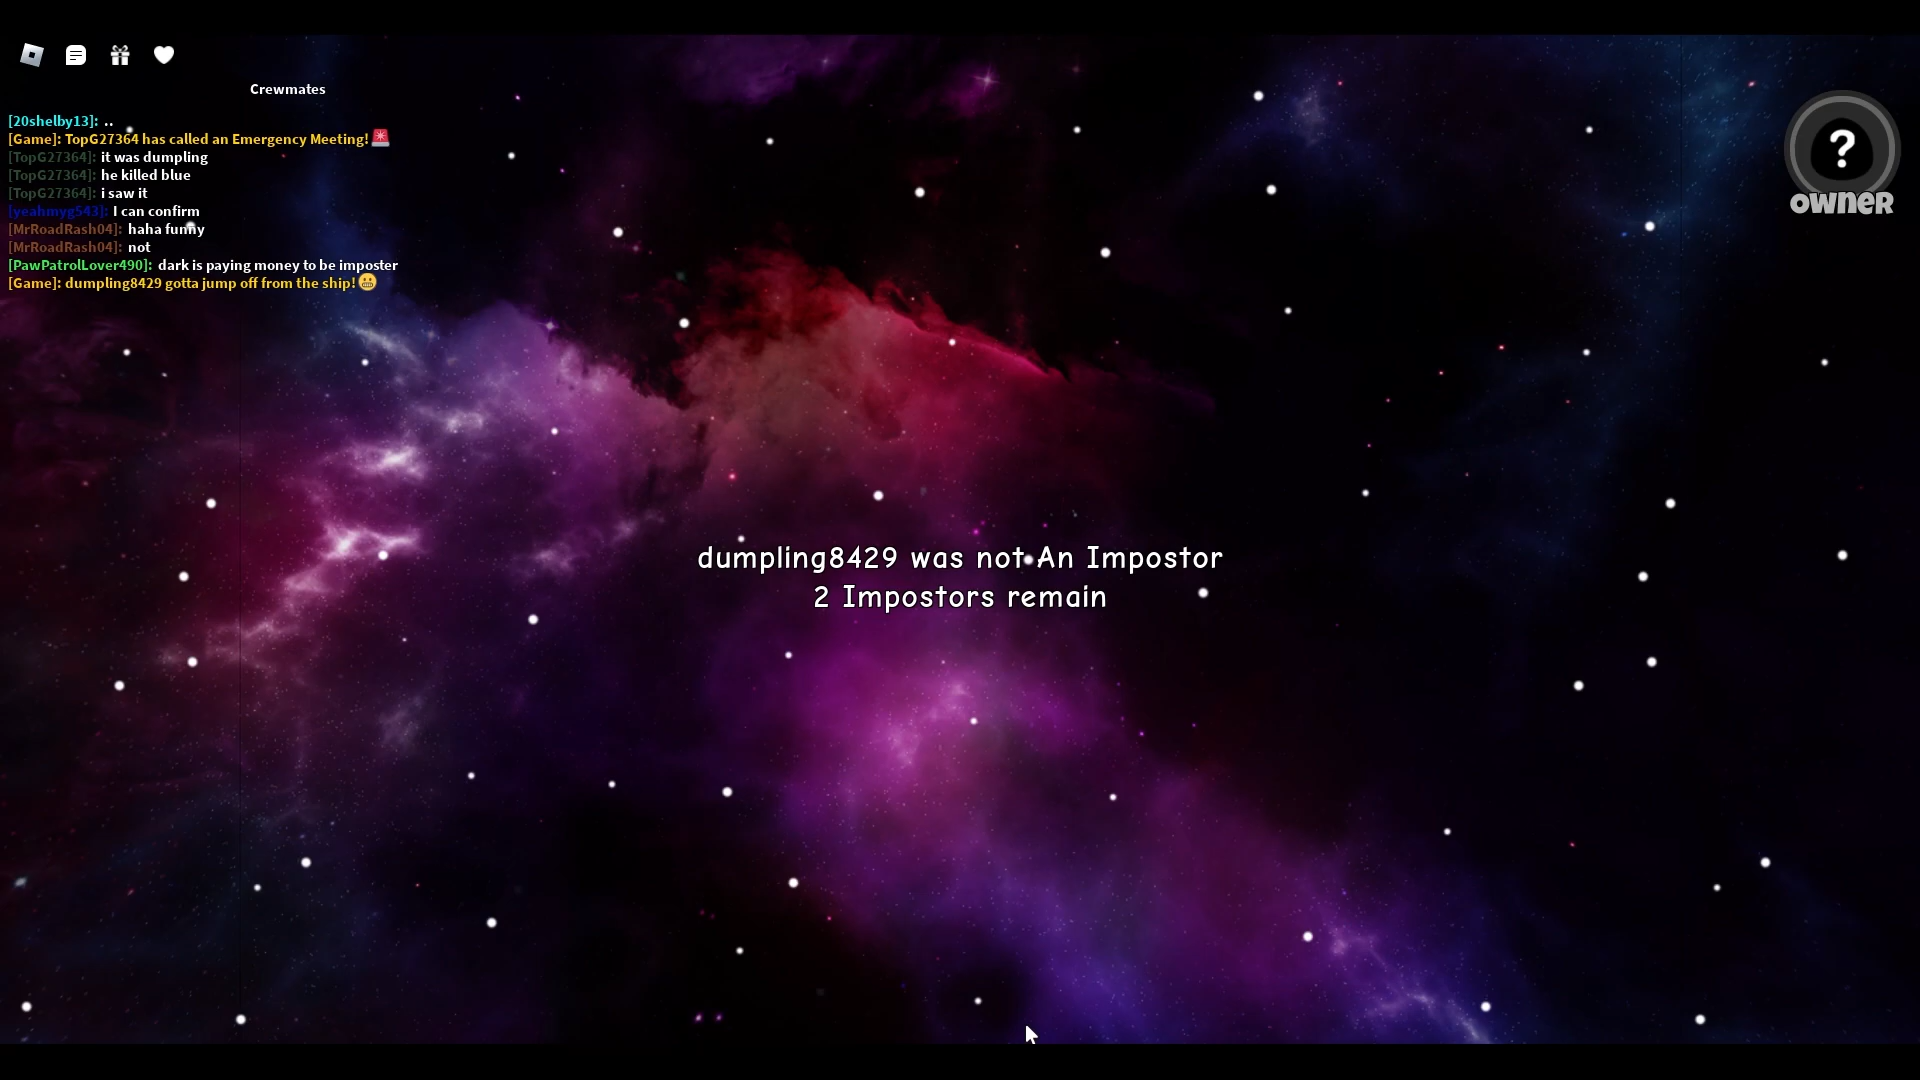 Crewmates
[20shelby13]: ..
[Game]: TopG27364 has called an Emergency Meeting!🚨
[TopG27364]: it was dumpling
[TopG27364]: he killed blue
[TopG27364]: i saw it
[yeahmyg543]: I can confirm
[MrRoadRash04]: haha funny
[MrRoadRash04]: not
[PawPatrolLover490]: dark is paying money to be imposter
[Game]: dumpling8429 gotta jump off from the ship!😬
?
OWNER
dumpling8429 was not An Impostor
2 Impostors remain